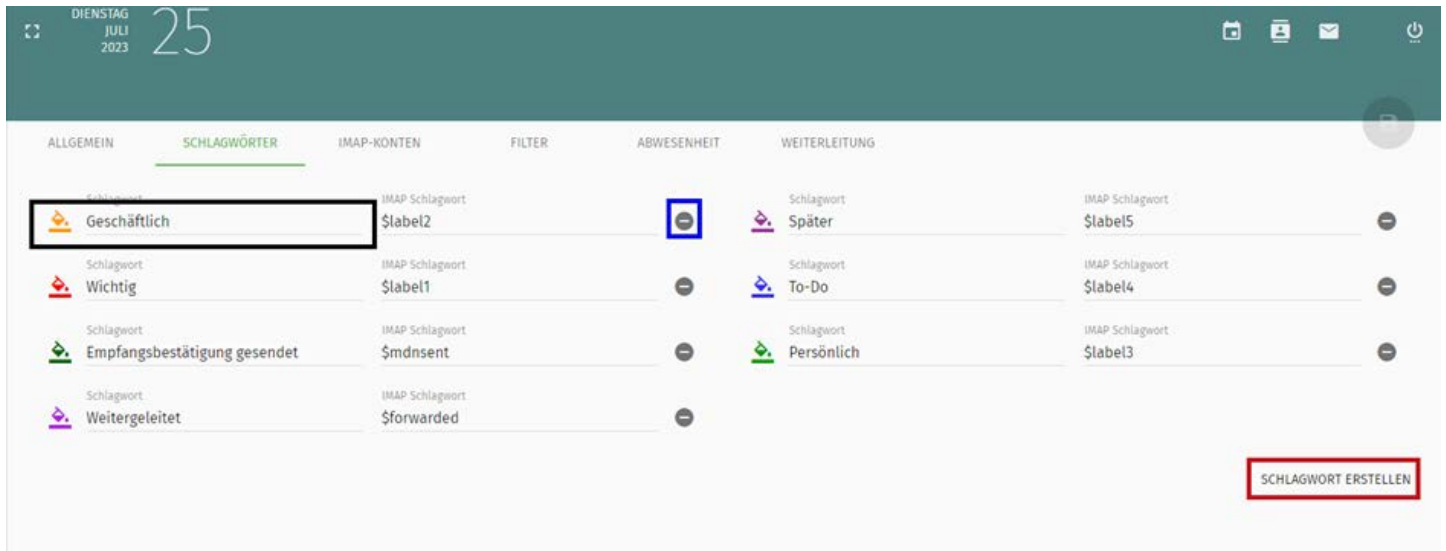 DIENSTAG
JULI
2023
25
ALLGEMEIN SCHLAGWÖRTER IMAP-KONTEN FILTER ABWESENHEIT WEITERLEITUNG
Schlagwort IMAP Schlagwort Schlagwort IMAP Schlagwort
Geschäftlich $label2 Später $label5
Schlagwort IMAP Schlagwort Schlagwort IMAP Schlagwort
Wichtig $label1 To-Do $label4
Schlagwort IMAP Schlagwort Schlagwort IMAP Schlagwort
Empfangsbestätigung gesendet $mdnsent Persönlich $label3
Schlagwort IMAP Schlagwort
Weitergeleitet $forwarded
SCHLAGWORT ERSTELLEN